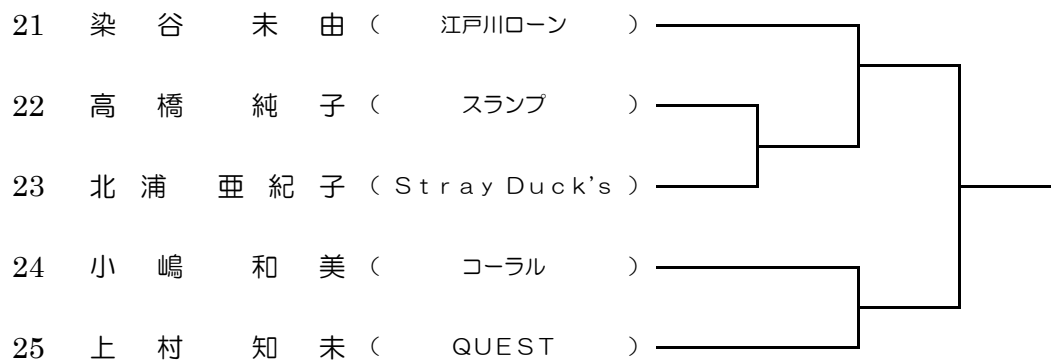 21 染谷 未由 ( 江戸川ローン )
22 高橋 純子 ( スランプ )
23 北浦 亜紀子 ( Stray Duck's )
24 小嶋 和美 ( コーラル )
25 上村 知未 ( QUEST )